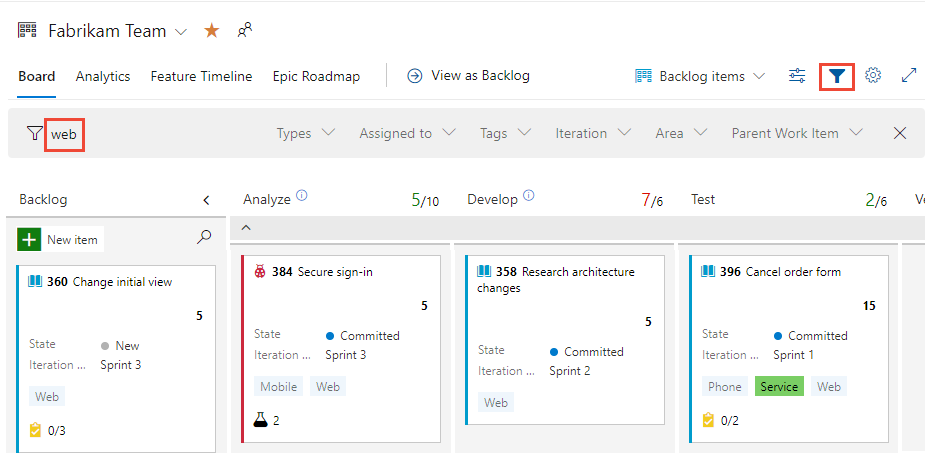 Fabrikam Team
Board Analytics Feature Timeline Epic Roadmap View as Backlog Backlog items
web Types Assigned to Tags Iteration Area Parent Work Item
Backlog Analyze 5/10 Develop 7/6 Test 2/6
New item
360 Change initial view
5
State New
Iteration ... Sprint 3
Web
0/3
384 Secure sign-in
5
State Committed
Iteration ... Sprint 3
Mobile Web
2
358 Research architecture
changes
5
State Committed
Iteration ... Sprint 2
Web
396 Cancel order form
15
State Committed
Iteration ... Sprint 1
Phone Service Web
0/2